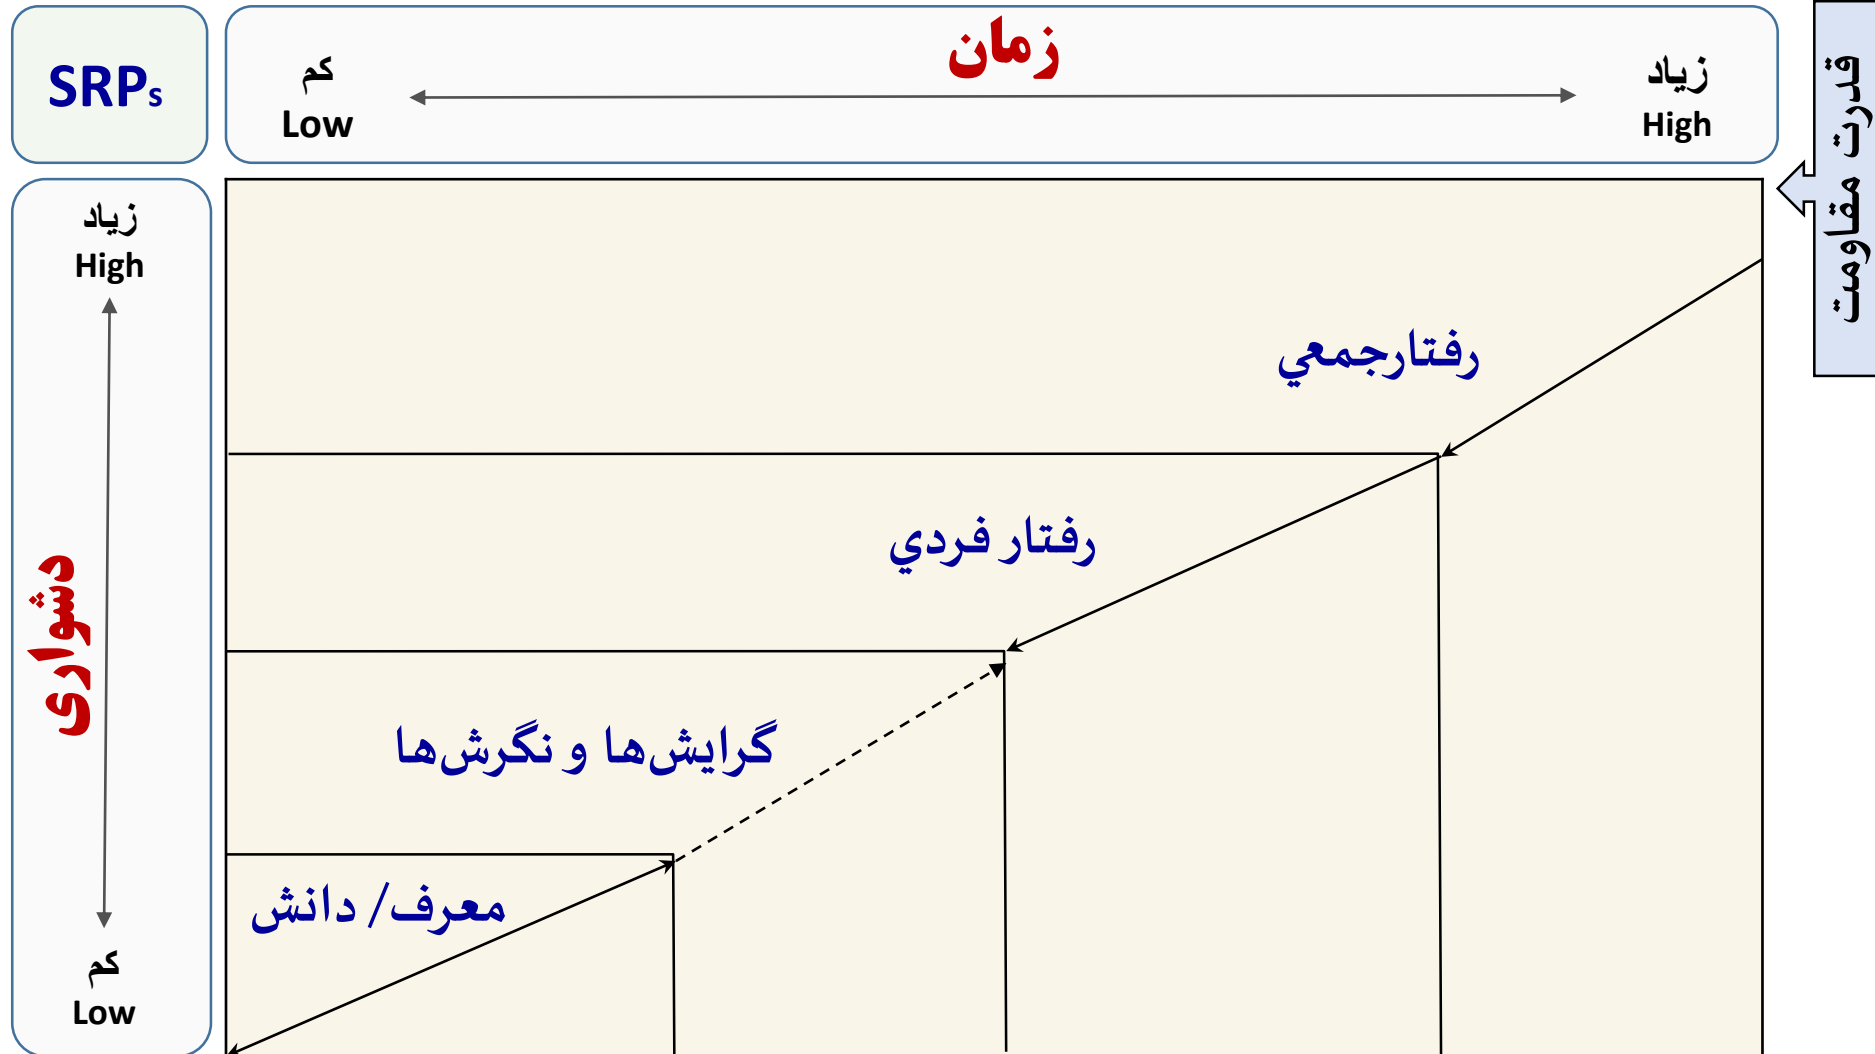 SRPs
زمان
کم
Low
زیاد
High
قدرت مقاومت
زیاد
High
دشواری
کم
Low
رفتارجمعي
رفتار فردي
گرایش‌ها و نگرش‌ها
معرف/ دانش